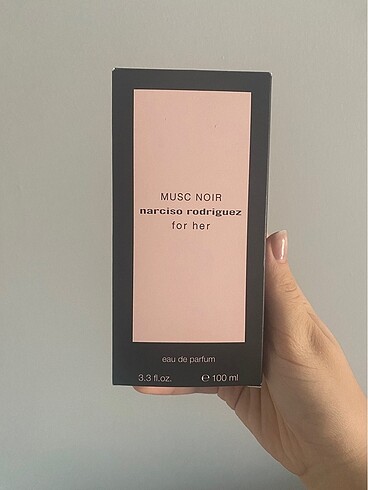 MUSC NOIR
narciso rodriguez
for her
eau de parfum
3.3 fl.oz. ℮ 100 ml